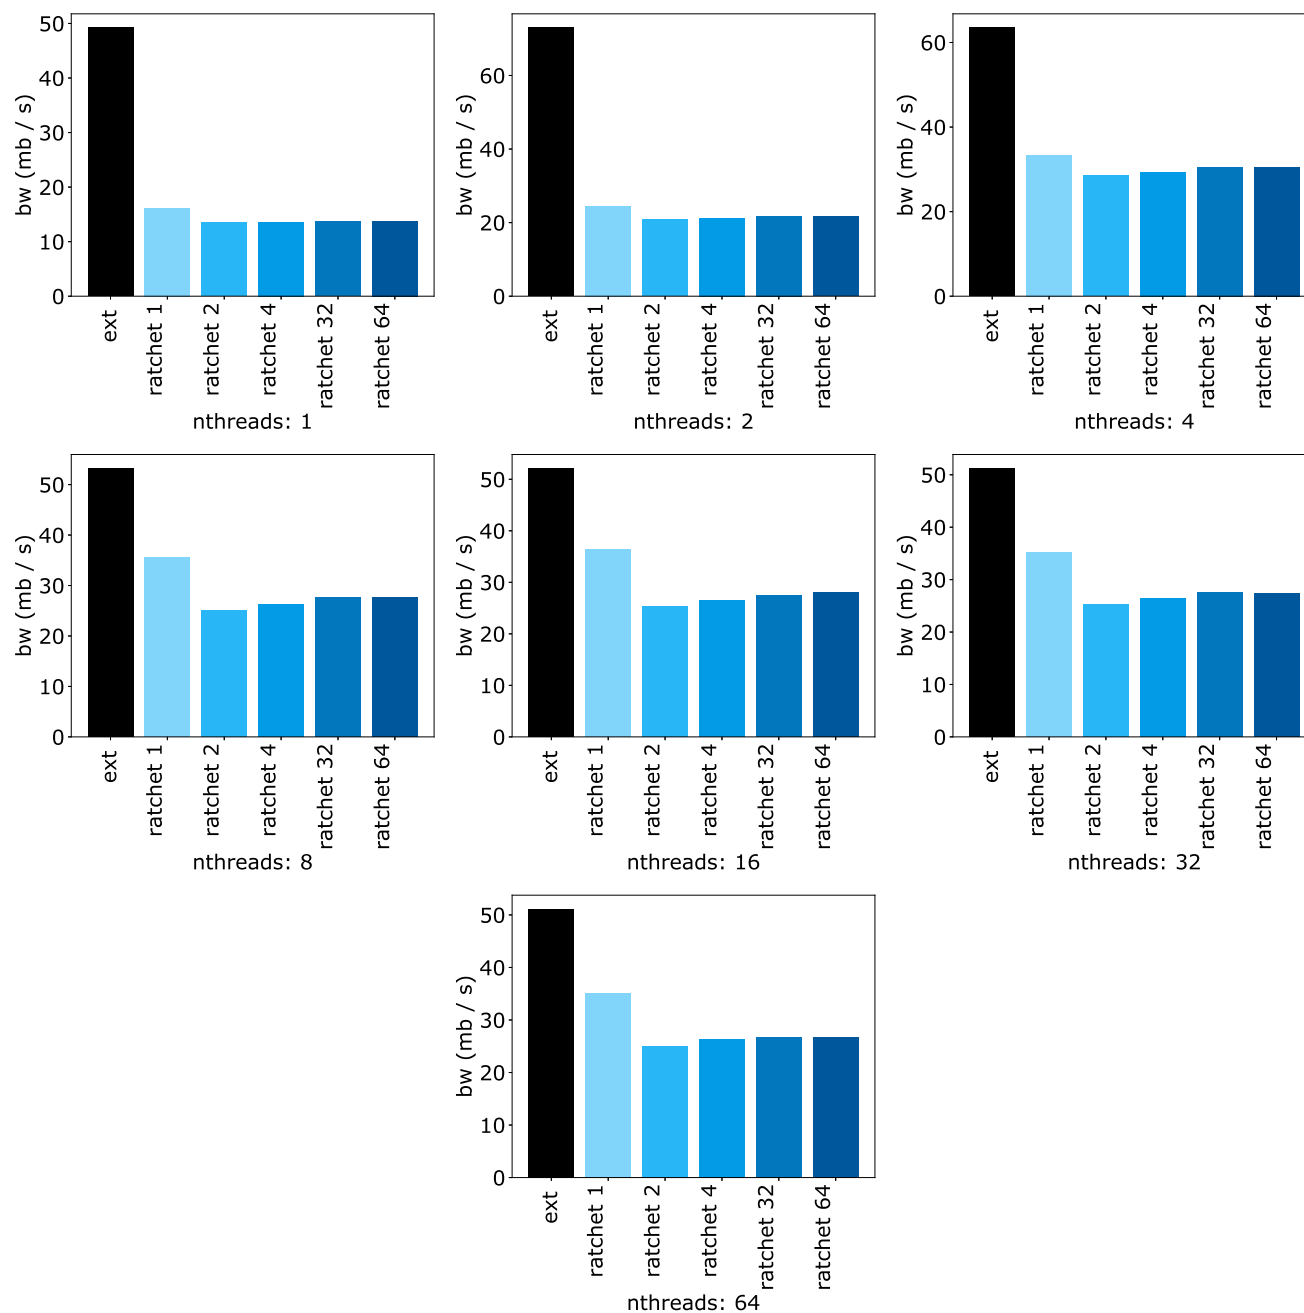 bw (mb / s)
50
40
30
20
10
0
ext
ratchet 1
ratchet 2
ratchet 4
ratchet 32
ratchet 64
nthreads: 1
bw (mb / s)
60
40
20
0
ext
ratchet 1
ratchet 2
ratchet 4
ratchet 32
ratchet 64
nthreads: 2
bw (mb / s)
60
40
20
0
ext
ratchet 1
ratchet 2
ratchet 4
ratchet 32
ratchet 64
nthreads: 4
bw (mb / s)
50
40
30
20
10
0
ext
ratchet 1
ratchet 2
ratchet 4
ratchet 32
ratchet 64
nthreads: 8
bw (mb / s)
50
40
30
20
10
0
ext
ratchet 1
ratchet 2
ratchet 4
ratchet 32
ratchet 64
nthreads: 16
bw (mb / s)
50
40
30
20
10
0
ext
ratchet 1
ratchet 2
ratchet 4
ratchet 32
ratchet 64
nthreads: 32
bw (mb / s)
50
40
30
20
10
0
ext
ratchet 1
ratchet 2
ratchet 4
ratchet 32
ratchet 64
nthreads: 64